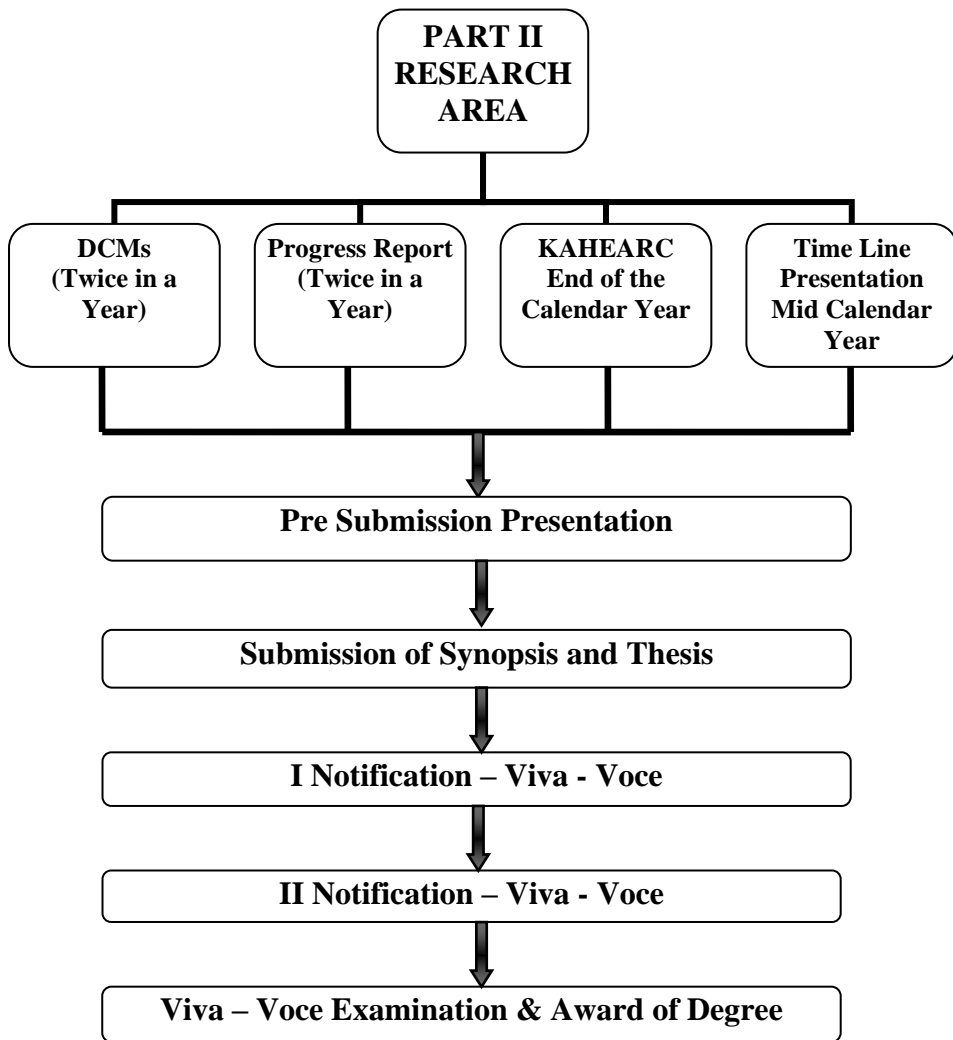 PART II
RESEARCH
AREA
DCMs
(Twice in a
Year)
Progress Report
(Twice in a
Year)
KAHEARC
End of the
Calendar Year
Time Line
Presentation
Mid Calendar
Year
Pre Submission Presentation
Submission of Synopsis and Thesis
I Notification – Viva - Voce
II Notification – Viva - Voce
Viva – Voce Examination & Award of Degree